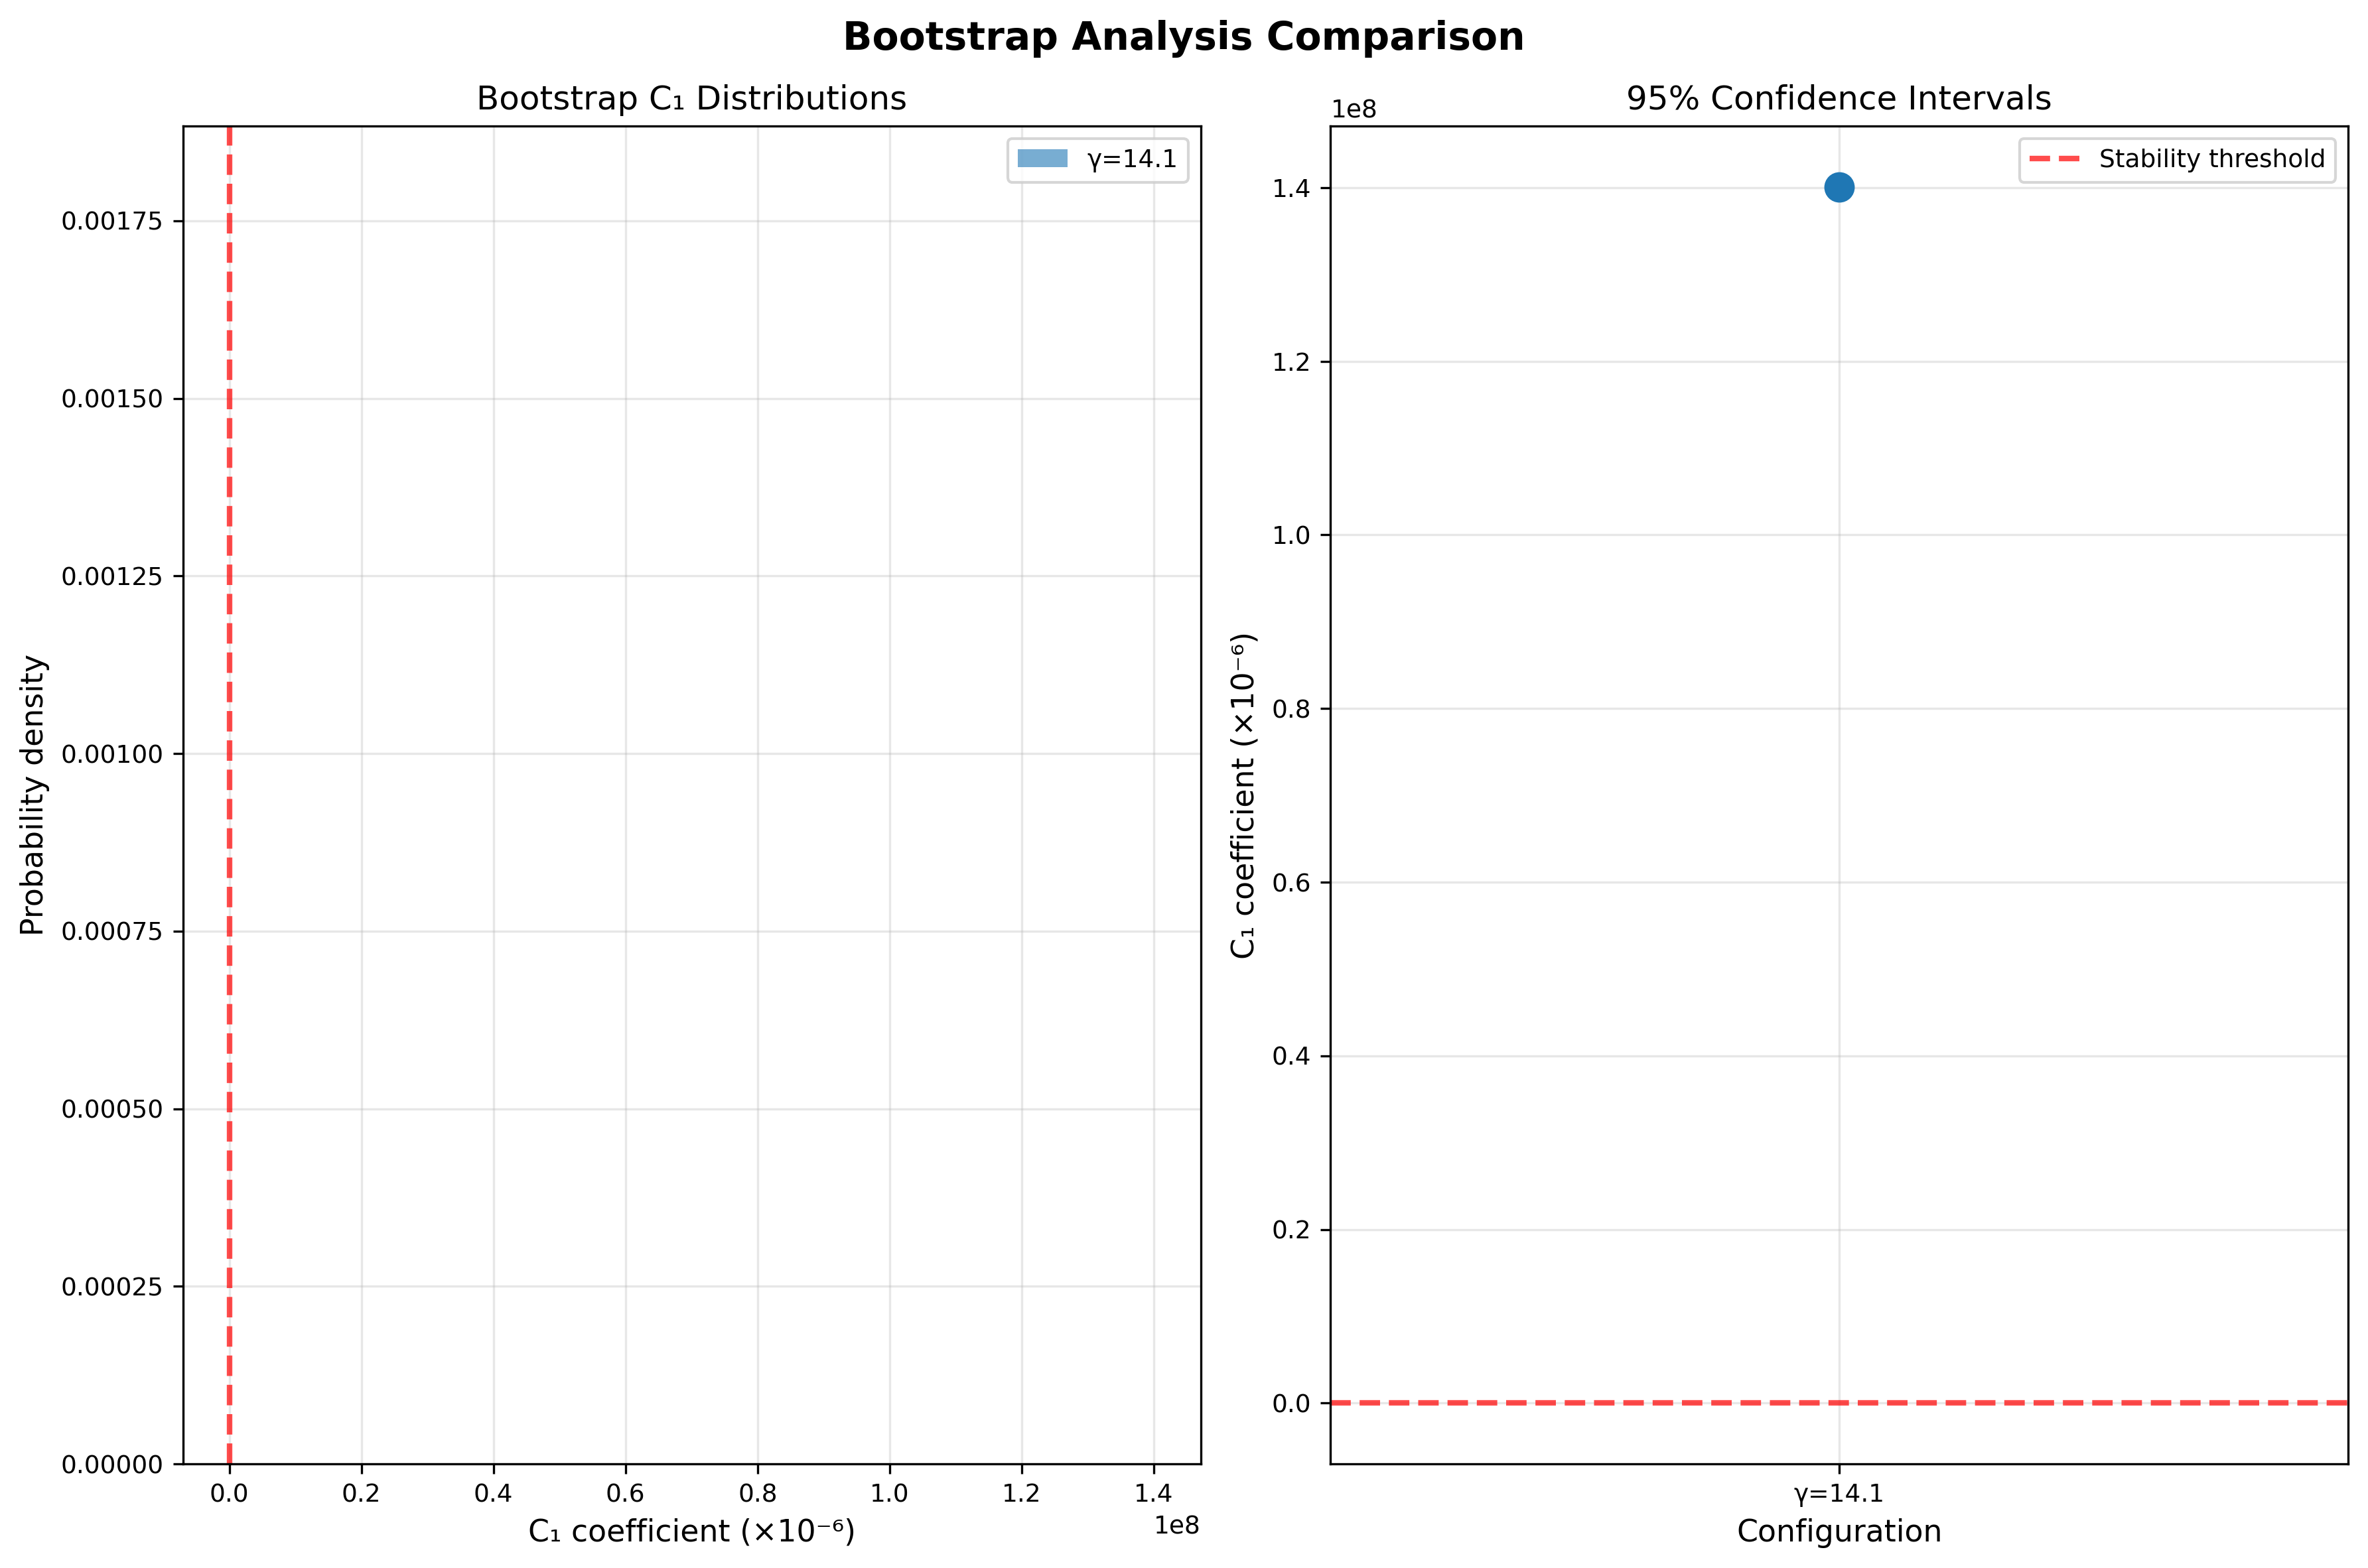 Bootstrap Analysis Comparison
Bootstrap C₁ Distributions
γ=14.1
0.00175
0.00150
0.00125
0.00100
0.00075
0.00050
0.00025
0.00000
Probability density
0.0 0.2 0.4 0.6 0.8 1.0 1.2 1.4
1e8
C₁ coefficient (×10⁻⁶)
95% Confidence Intervals
1e8
Stability threshold
1.4
1.2
1.0
0.8
0.6
0.4
0.2
0.0
C₁ coefficient (×10⁻⁶)
γ=14.1
Configuration